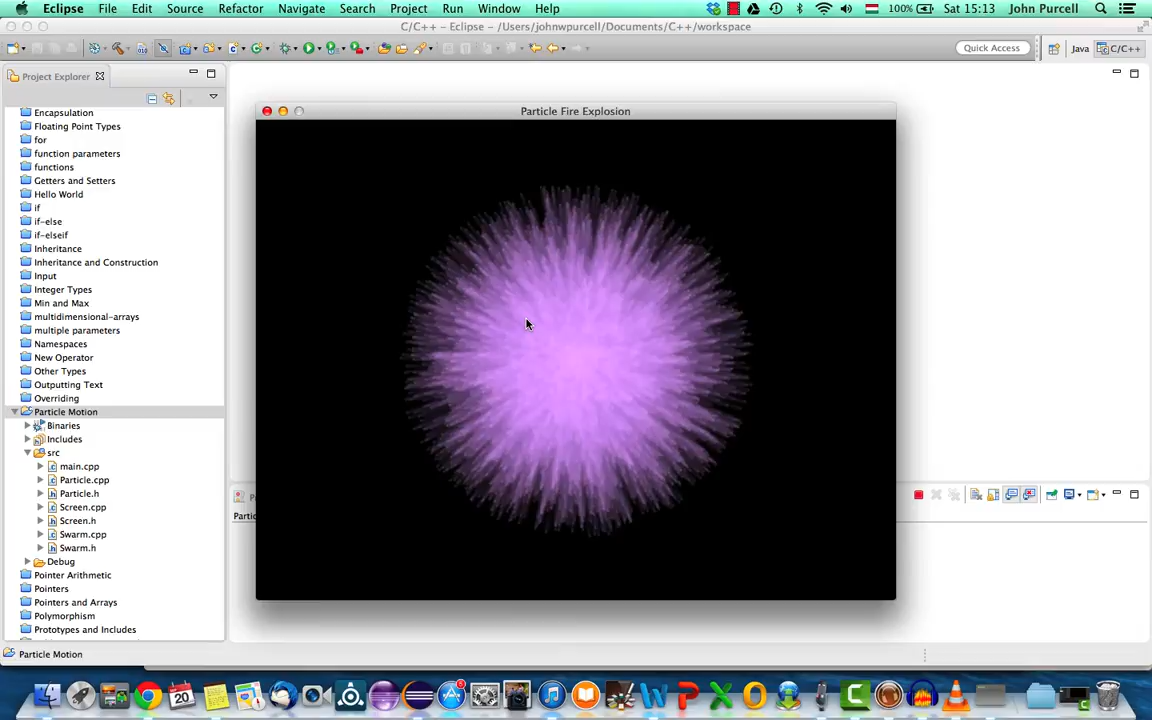 Eclipse File Edit Source Refactor Navigate Search Project Run Window Help 100% Sat 15:13 John Purcell
C/C++ – Eclipse – /Users/johnwpurcell/Documents/C++/workspace
Quick Access Java C/C++
Project Explorer
Encapsulation
Floating Point Types
for
function parameters
functions
Getters and Setters
Hello World
if
if-else
if-elseif
Inheritance
Inheritance and Construction
Input
Integer Types
Min and Max
multidimensional-arrays
multiple parameters
Namespaces
New Operator
Other Types
Outputting Text
Overriding
Particle Motion
Binaries
Includes
src
main.cpp
Particle.cpp
Particle.h
Screen.cpp
Screen.h
Swarm.cpp
Swarm.h
Debug
Pointer Arithmetic
Pointers
Pointers and Arrays
Polymorphism
Prototypes and Includes
Particle Motion
Particle Fire Explosion